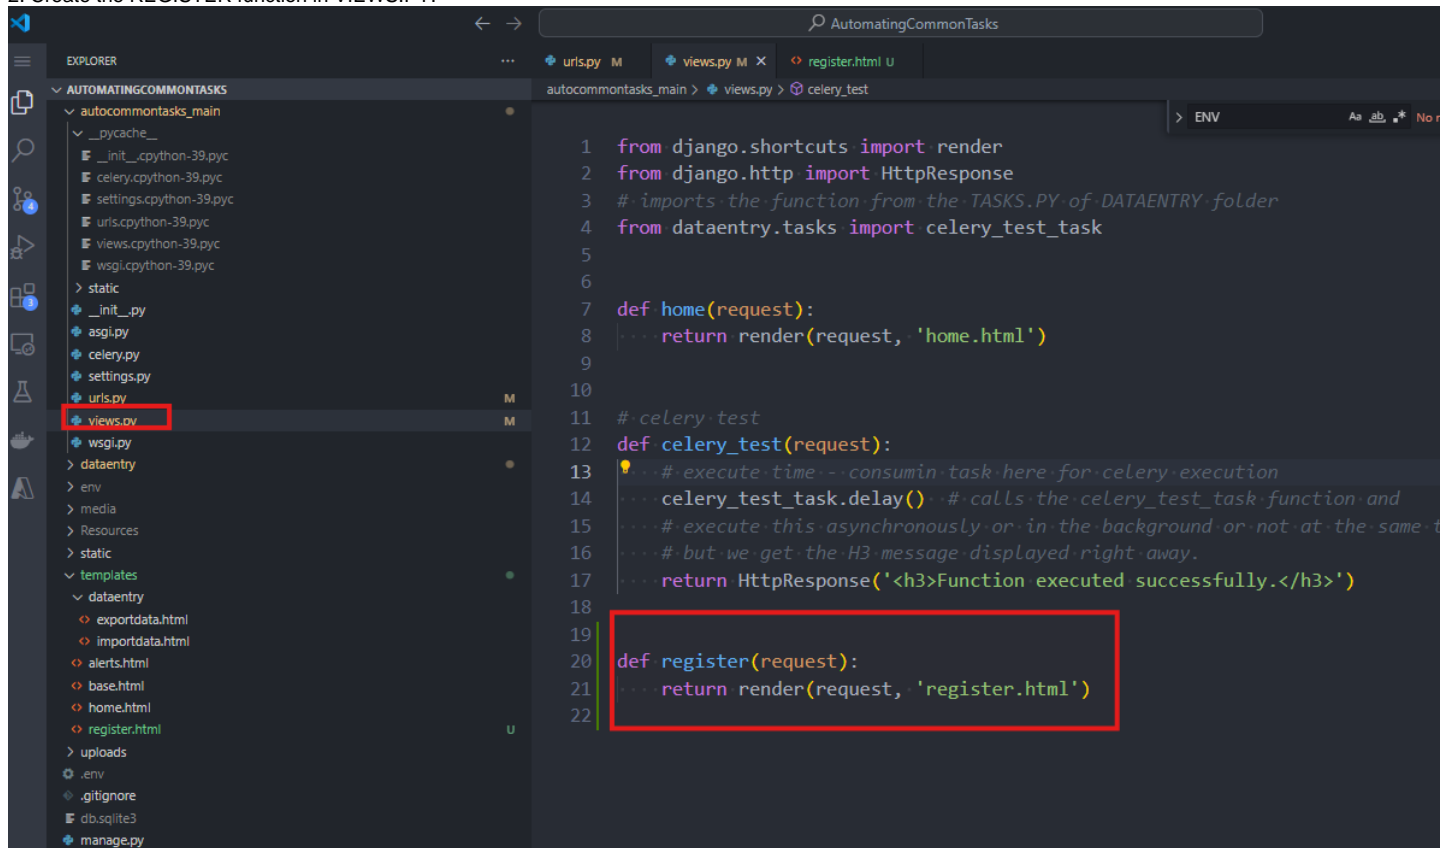 AutomatingCommonTasks
EXPLORER
AUTOMATINGCOMMONTASKS
autocommontasks_main
__pycache__
__init__.cpython-39.pyc
celery.cpython-39.pyc
settings.cpython-39.pyc
urls.cpython-39.pyc
views.cpython-39.pyc
wsgi.cpython-39.pyc
static
__init__.py
asgi.py
celery.py
settings.py
urls.py M
views.py M
wsgi.py
dataentry
env
media
Resources
static
templates
dataentry
exportdata.html
importdata.html
alerts.html
base.html
home.html
register.html U
uploads
.env
.gitignore
db.sqlite3
manage.py
4
3
urls.py M views.py M register.html U
autocommontasks_main > views.py > celery_test
> ENV Aa ab .* No
1 from django.shortcuts import render
2 from django.http import HttpResponse
3 # imports the function from the TASKS.PY of DATAENTRY folder
4 from dataentry.tasks import celery_test_task
5
6
7 def home(request):
8 return render(request, 'home.html')
9
10
11 # celery test
12 def celery_test(request):
13 # execute time - consumin task here for celery execution
14 celery_test_task.delay() # calls the celery_test_task function and
15 # execute this asynchronously or in the background or not at the same
16 # but we get the H3 message displayed right away.
17 return HttpResponse('<h3>Function executed successfully.</h3>')
18
19
20 def register(request):
21 return render(request, 'register.html')
22